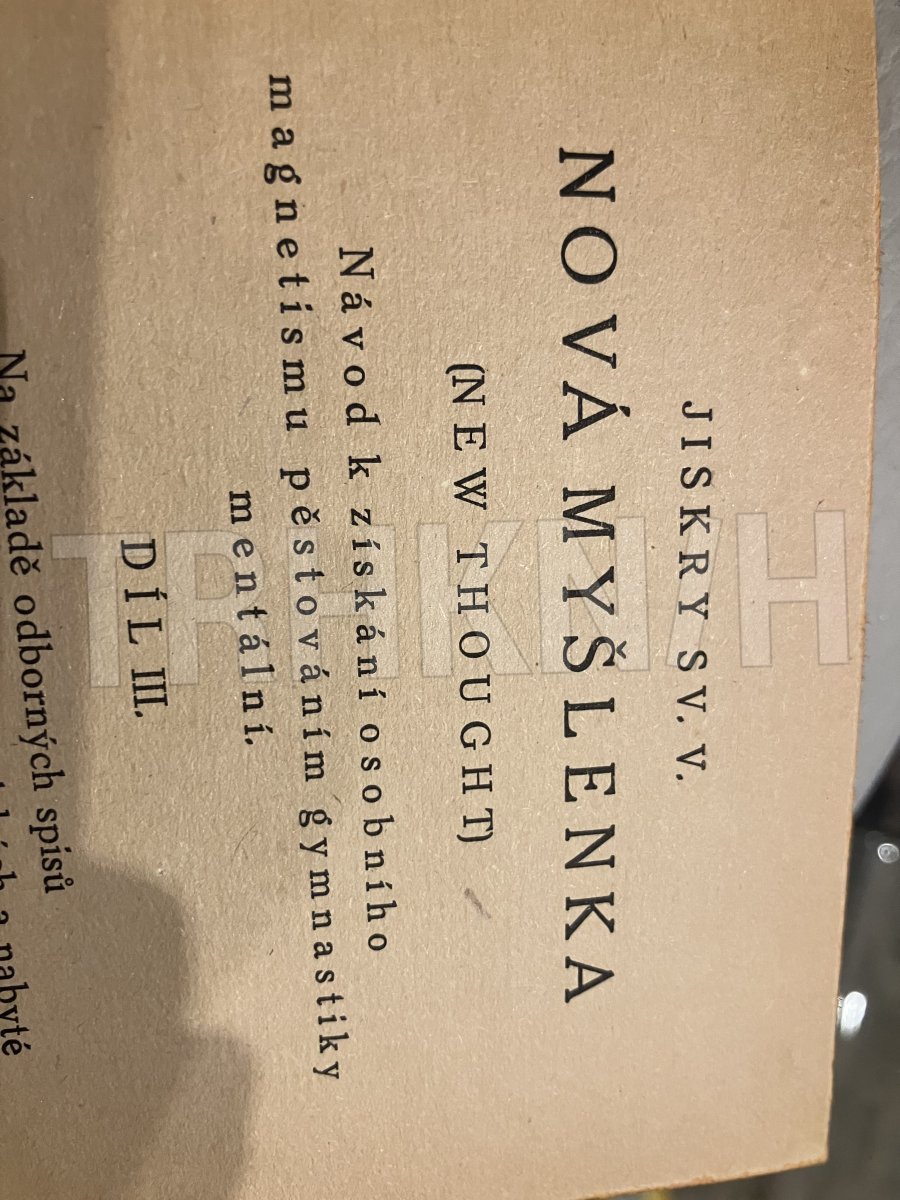 JISKRY SV. V.
NOVÁ MYŠLENKA
(NEW THOUGHT)
Návod k získání osobního
magnetismu pěstováním gymnastiky
mentální.
DÍL III.
Na základě odborných spisů
a nabyté